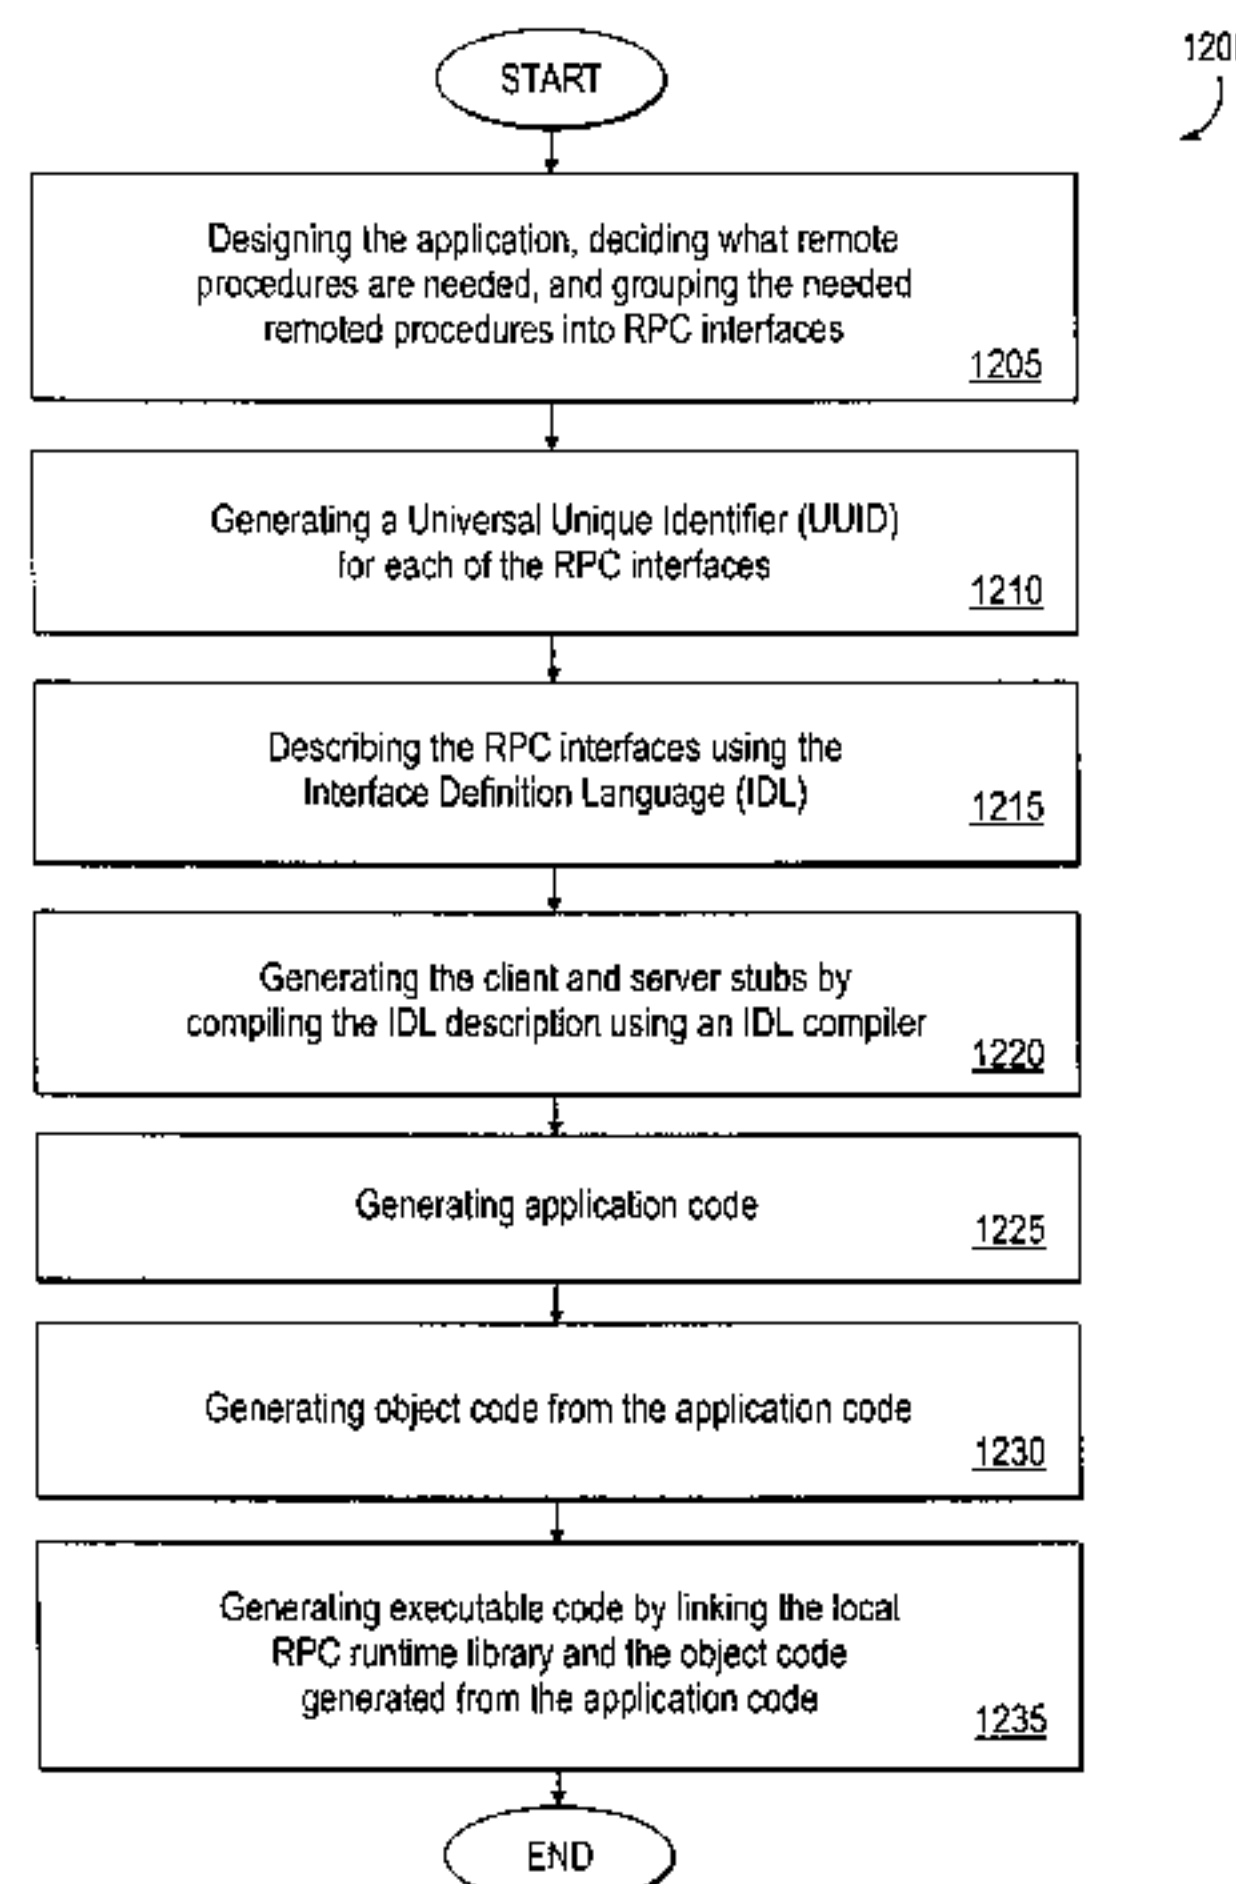 START
Designing the application, deciding what remote
procedures are needed, and grouping the needed
remoted procedures into RPC interfaces
1205
Generating a Universal Unique Identifier (UUID)
for each of the RPC interfaces
1210
Describing the RPC interfaces using the
Interface Definition Language (IDL)
1215
Generating the client and server stubs by
compiling the IDL description using an IDL compiler
1220
Generating application code
1225
Generating object code from the application code
1230
Generating executable code by linking the local
RPC runtime library and the object code
generated from the application code
1235
END